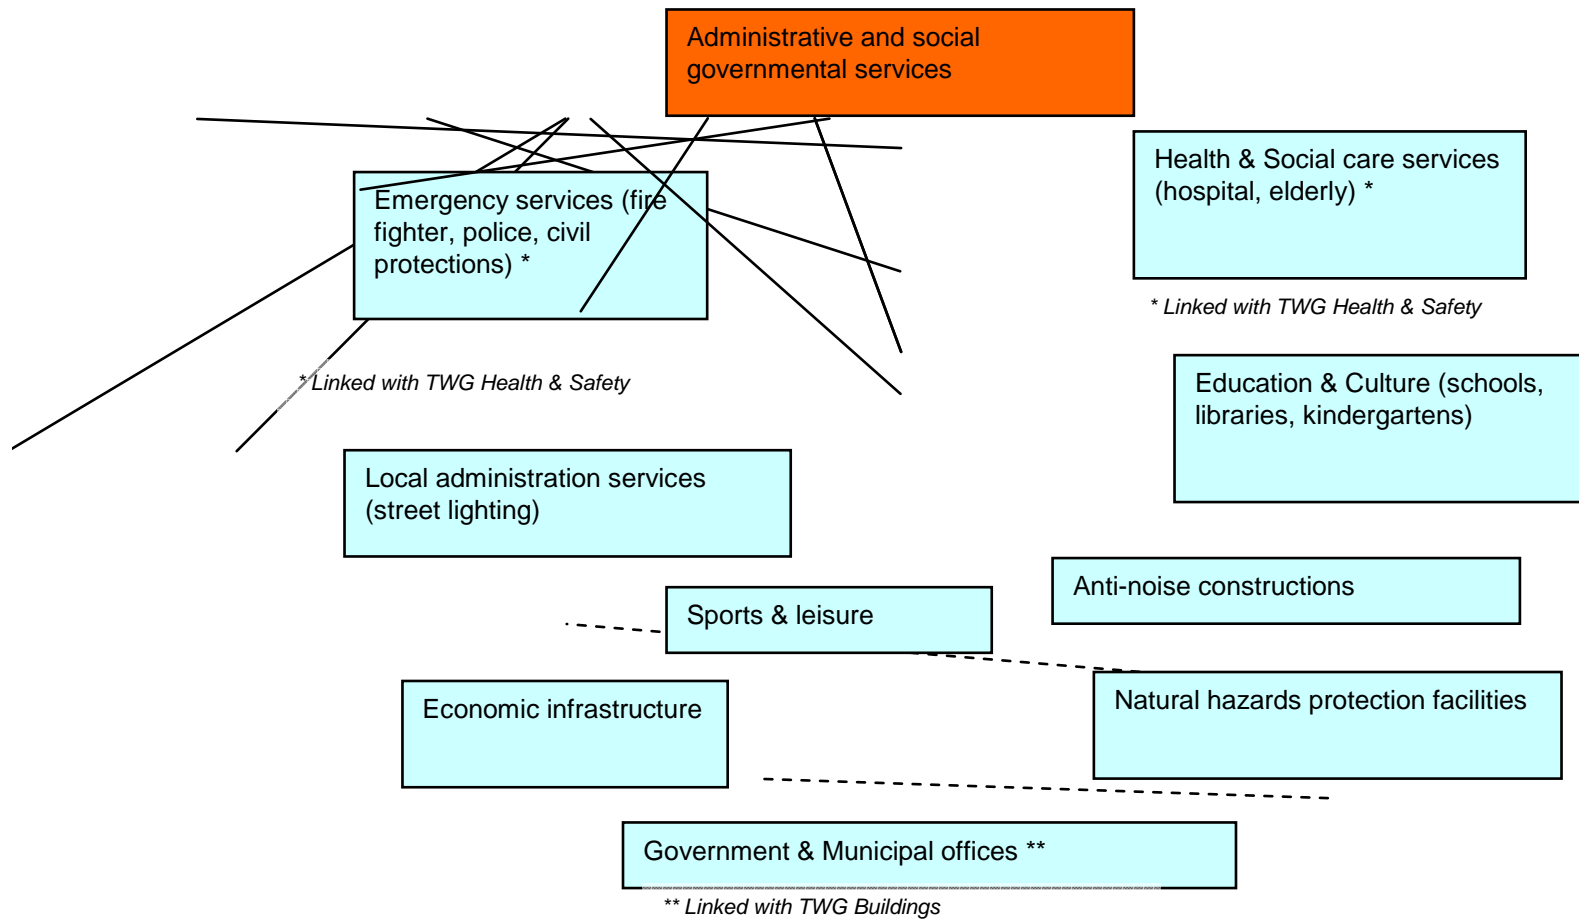 Administrative and social
governmental services
Health & Social care services
(hospital, elderly) *
Emergency services (fire
fighter, police, civil
protections) *
* Linked with TWG Health & Safety
* Linked with TWG Health & Safety
Education & Culture (schools,
libraries, kindergartens)
Local administration services
(street lighting)
Anti-noise constructions
Sports & leisure
Economic infrastructure
Natural hazards protection facilities
Government & Municipal offices **
** Linked with TWG Buildings